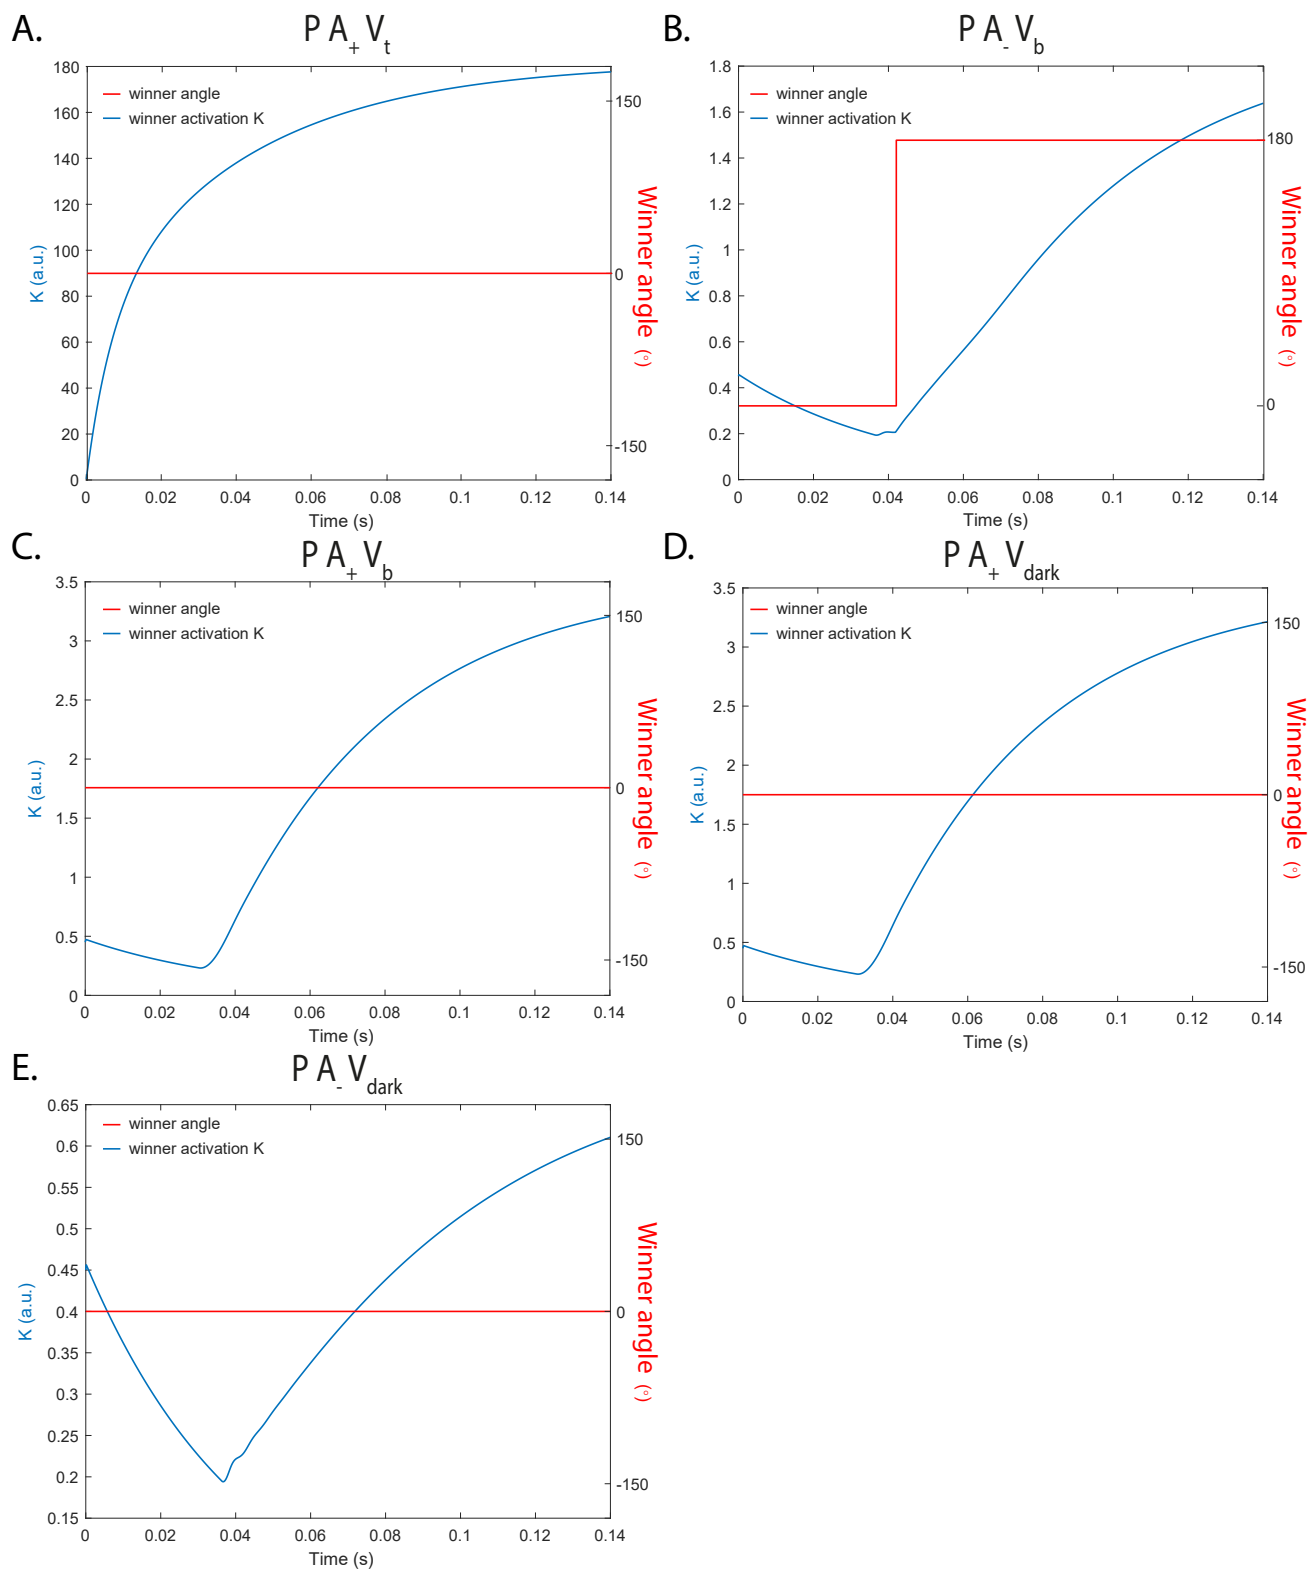 A.
P A+ Vt
180
160
140
120
100
80
60
40
20
0
winner angle
winner activation K
K (a.u.)
150
0
-150
Winner angle (°)
0 0.02 0.04 0.06 0.08 0.1 0.12 0.14
Time (s)
B.
P A- Vb
1.8
1.6
1.4
1.2
1
0.8
0.6
0.4
0.2
0
winner angle
winner activation K
K (a.u.)
180
0
Winner angle (°)
0 0.02 0.04 0.06 0.08 0.1 0.12 0.14
Time (s)
C.
P A+ Vb
3.5
3
2.5
2
1.5
1
0.5
0
winner angle
winner activation K
K (a.u.)
150
0
-150
Winner angle (°)
0 0.02 0.04 0.06 0.08 0.1 0.12 0.14
Time (s)
D.
P A+ Vdark
3.5
3
2.5
2
1.5
1
0.5
0
winner angle
winner activation K
K (a.u.)
150
0
-150
Winner angle (°)
0 0.02 0.04 0.06 0.08 0.1 0.12 0.14
Time (s)
E.
P A- Vdark
0.65
0.6
0.55
0.5
0.45
0.4
0.35
0.3
0.25
0.2
0.15
winner angle
winner activation K
K (a.u.)
150
0
-150
Winner angle (°)
0 0.02 0.04 0.06 0.08 0.1 0.12 0.14
Time (s)